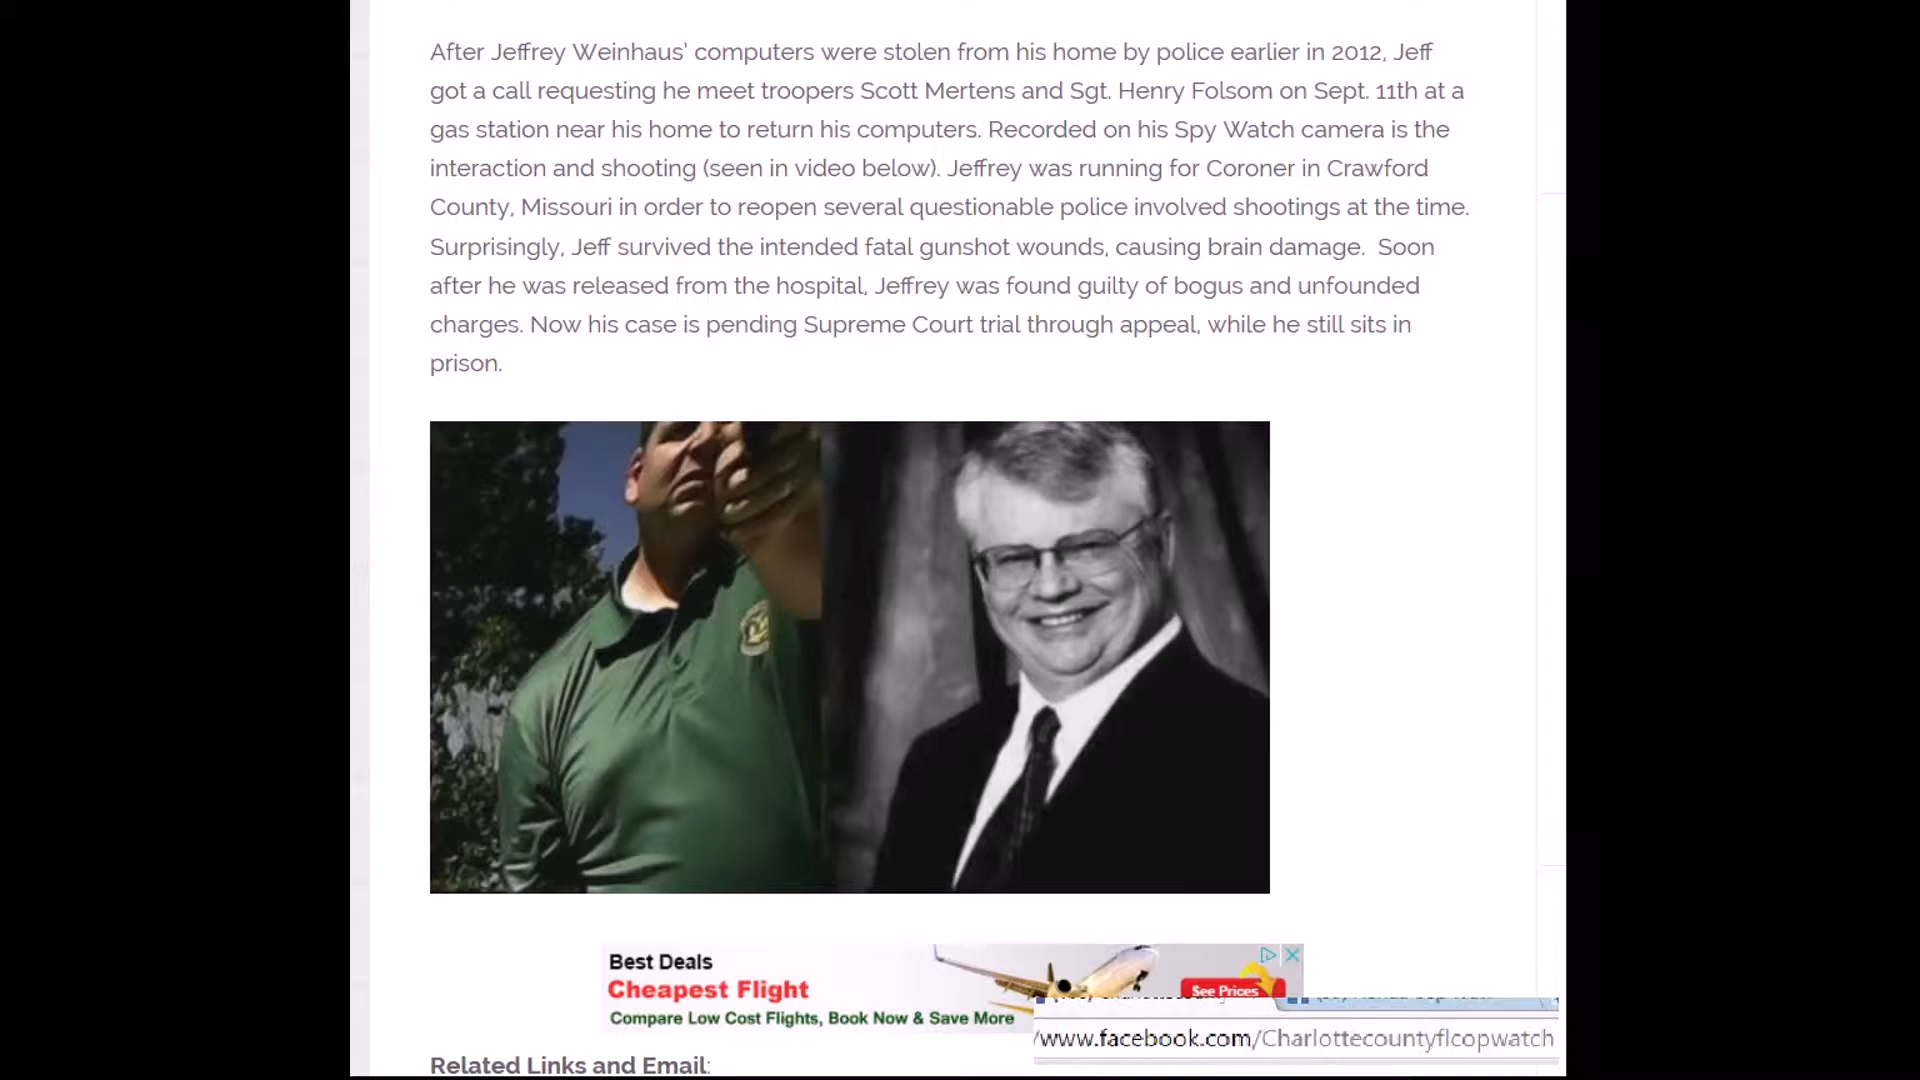 After Jeffrey Weinhaus' computers were stolen from his home by police earlier in 2012, Jeff
got a call requesting he meet troopers Scott Mertens and Sgt. Henry Folsom on Sept. 11th at a
gas station near his home to return his computers. Recorded on his Spy Watch camera is the
interaction and shooting (seen in video below). Jeffrey was running for Coroner in Crawford
County, Missouri in order to reopen several questionable police involved shootings at the time.
Surprisingly, Jeff survived the intended fatal gunshot wounds, causing brain damage.  Soon
after he was released from the hospital, Jeffrey was found guilty of bogus and unfounded
charges. Now his case is pending Supreme Court trial through appeal, while he still sits in
prison.
Best Deals
Cheapest Flight
See Prices
Compare Low Cost Flights, Book Now & Save More
/www.facebook.com/Charlottecountyflcopwatch
Related Links and Email: